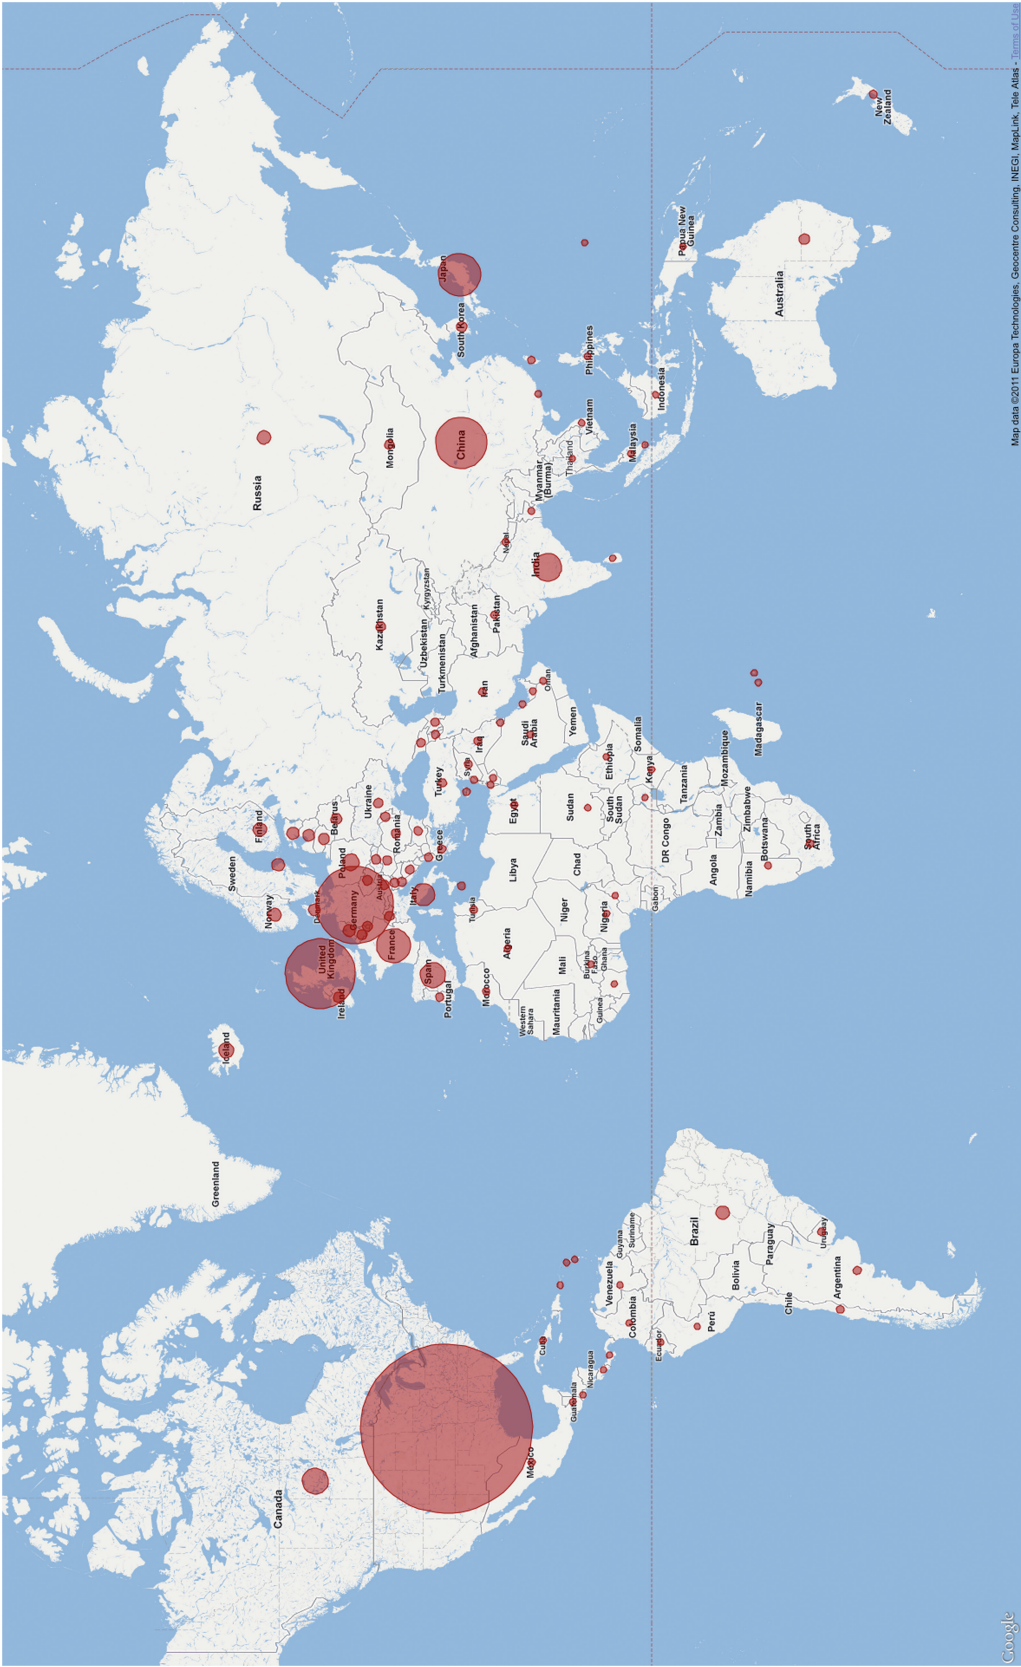 Greenland
Iceland
Canada
Norway
Sweden
Finland
Denmark
United
Kingdom
Ireland
Germany
Poland
Belarus
Ukraine
France
Austria
Romania
Italy
Spain
Portugal
Greece
Turkey
Russia
Kazakhstan
Mongolia
Uzbekistan
Kyrgyzstan
Turkmenistan
Afghanistan
Pakistan
Iran
Iraq
Syria
China
South Korea
Japan
Nepal
India
Myanmar
(Burma)
Thailand
Vietnam
Philippines
Malaysia
Indonesia
Papua New
Guinea
Australia
New
Zealand
Morocco
Algeria
Tunisia
Libya
Egypt
Saudi
Arabia
Oman
Yemen
Western
Sahara
Mauritania
Mali
Niger
Chad
Sudan
South
Sudan
Ethiopia
Somalia
Kenya
Guinea
Burkina
Faso
Ghana
Nigeria
Gabon
DR Congo
Tanzania
Angola
Zambia
Mozambique
Zimbabwe
Namibia
Botswana
South
Africa
Madagascar
México
Cuba
Guatemala
Nicaragua
Venezuela
Guyana
Suriname
Colombia
Ecuador
Perú
Brazil
Bolivia
Paraguay
Chile
Argentina
Uruguay
Google
Map data ©2011 Europa Technologies, Geocentre Consulting, INEGI, MapLink, Tele Atlas - Terms of Use